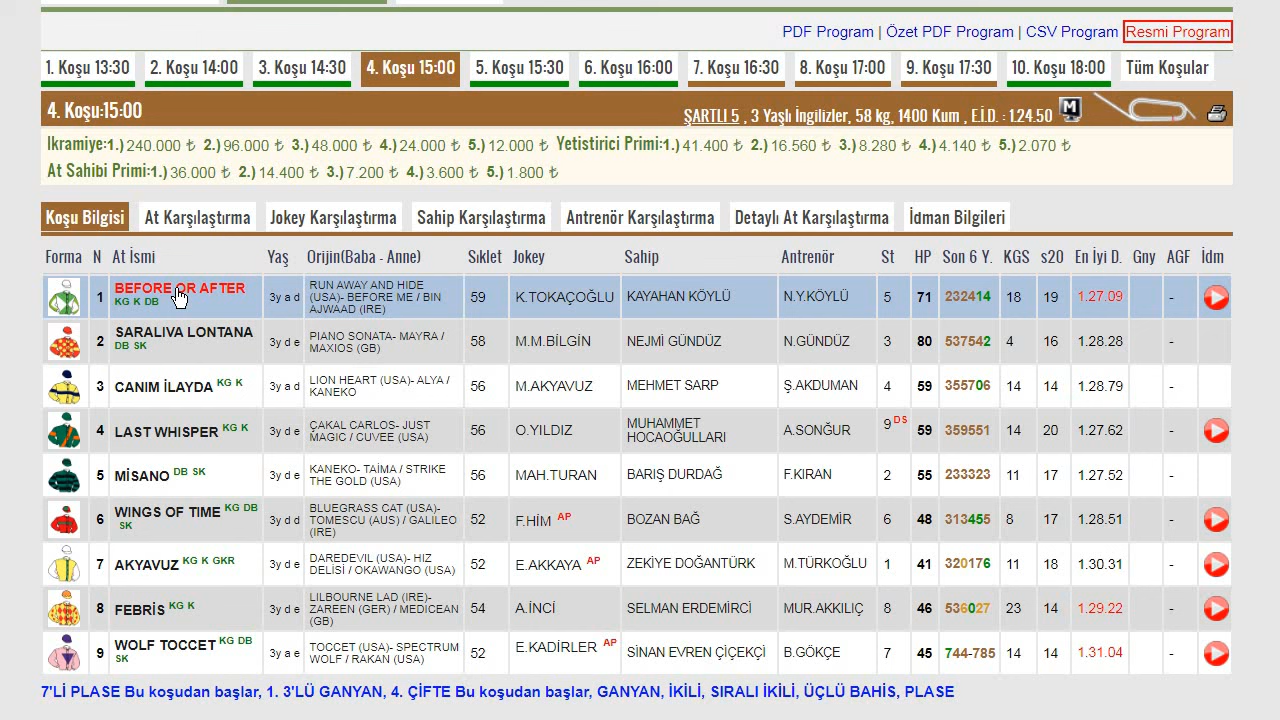 PDF Program | Özet PDF Program | CSV Program Resmi Program
1. Koşu 13:30 2. Koşu 14:00 3. Koşu 14:30 4. Koşu 15:00 5. Koşu 15:30 6. Koşu 16:00 7. Koşu 16:30 8. Koşu 17:00 9. Koşu 17:30 10. Koşu 18:00 Tüm Koşular
4. Koşu:15:00 ŞARTLI 5 , 3 Yaşlı İngilizler, 58 kg, 1400 Kum , E.İ.D. : 1.24.50 M
Ikramiye:1.) 240.000 ₺ 2.) 96.000 ₺ 3.) 48.000 ₺ 4.) 24.000 ₺ 5.) 12.000 ₺ Yetistirici Primi:1.) 41.400 ₺ 2.) 16.560 ₺ 3.) 8.280 ₺ 4.) 4.140 ₺ 5.) 2.070 ₺
At Sahibi Primi:1.) 36.000 ₺ 2.) 14.400 ₺ 3.) 7.200 ₺ 4.) 3.600 ₺ 5.) 1.800 ₺
Koşu Bilgisi At Karşılaştırma Jokey Karşılaştırma Sahip Karşılaştırma Antrenör Karşılaştırma Detaylı At Karşılaştırma İdman Bilgileri
Forma N At İsmi Yaş Orijin(Baba - Anne) Sıklet Jokey Sahip Antrenör St HP Son 6 Y. KGS s20 En İyi D. Gny AGF İdm
1 BEFORE OR AFTER KG K DB 3y a d RUN AWAY AND HIDE (USA)- BEFORE ME / BIN AJWAAD (IRE) 59 K.TOKAÇOĞLU KAYAHAN KÖYLÜ N.Y.KÖYLÜ 5 71 232414 18 19 1.27.09 -
2 SARALIVA LONTANA DB SK 3y d e PIANO SONATA- MAYRA / MAXIOS (GB) 58 M.M.BİLGİN NEJMİ GÜNDÜZ N.GÜNDÜZ 3 80 537542 4 16 1.28.28 -
3 CANIM İLAYDA KG K 3y a d LION HEART (USA)- ALYA / KANEKO 56 M.AKYAVUZ MEHMET SARP Ş.AKDUMAN 4 59 355706 14 14 1.28.79 -
4 LAST WHISPER KG K 3y d e ÇAKAL CARLOS- JUST MAGIC / CUVEE (USA) 56 O.YILDIZ MUHAMMET HOCAOĞULLARI A.SONĞUR 9 DS 59 359551 14 20 1.27.62 -
5 MİSANO DB SK 3y d e KANEKO- TAİMA / STRIKE THE GOLD (USA) 56 MAH.TURAN BARIŞ DURDAĞ F.KIRAN 2 55 233323 11 17 1.27.52 -
6 WINGS OF TIME KG DB SK 3y d d BLUEGRASS CAT (USA)- TOMESCU (AUS) / GALILEO (IRE) 52 F.HİM AP BOZAN BAĞ S.AYDEMİR 6 48 313455 8 17 1.28.51 -
7 AKYAVUZ KG K GKR 3y d e DAREDEVIL (USA)- HIZ DELİSİ / OKAWANGO (USA) 52 E.AKKAYA AP ZEKİYE DOĞANTÜRK M.TÜRKOĞLU 1 41 320176 11 18 1.30.31 -
8 FEBRİS KG K 3y d e LILBOURNE LAD (IRE)- ZAREEN (GER) / MEDICEAN (GB) 54 A.İNCİ SELMAN ERDEMİRCİ MUR.AKKILIÇ 8 46 536027 23 14 1.29.22 -
9 WOLF TOCCET KG DB SK 3y a e TOCCET (USA)- SPECTRUM WOLF / RAKAN (USA) 52 E.KADİRLER AP SİNAN EVREN ÇİÇEKÇİ B.GÖKÇE 7 45 744-785 14 14 1.31.04 -
7'Lİ PLASE Bu koşudan başlar, 1. 3'LÜ GANYAN, 4. ÇİFTE Bu koşudan başlar, GANYAN, İKİLİ, SIRALI İKİLİ, ÜÇLÜ BAHİS, PLASE